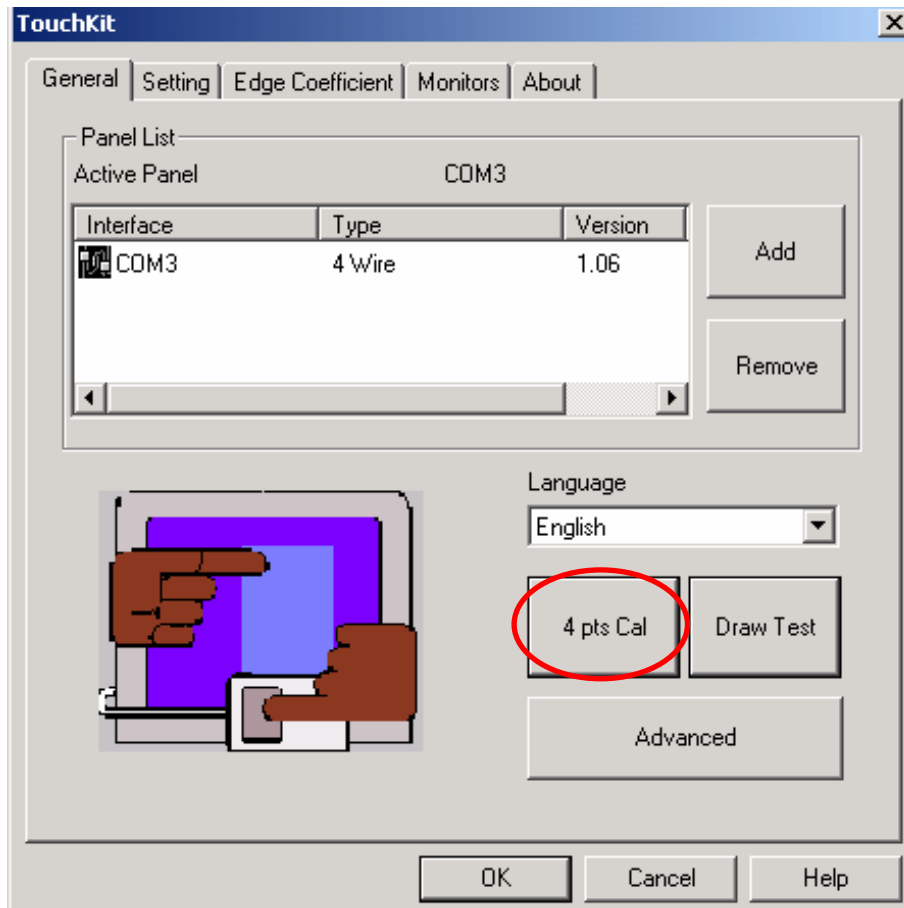 TouchKit
General Setting Edge Coefficient Monitors About
Panel List
Active Panel COM3
Interface Type Version
COM3 4 Wire 1.06
Add
Remove
Language
English
4 pts Cal Draw Test
Advanced
OK Cancel Help